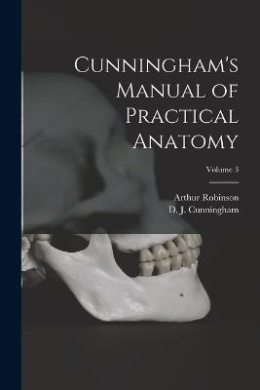 CUNNINGHAM'S
MANUAL OF
PRACTICAL
ANATOMY
Volume 3
Arthur Robinson
D. J. Cunningham